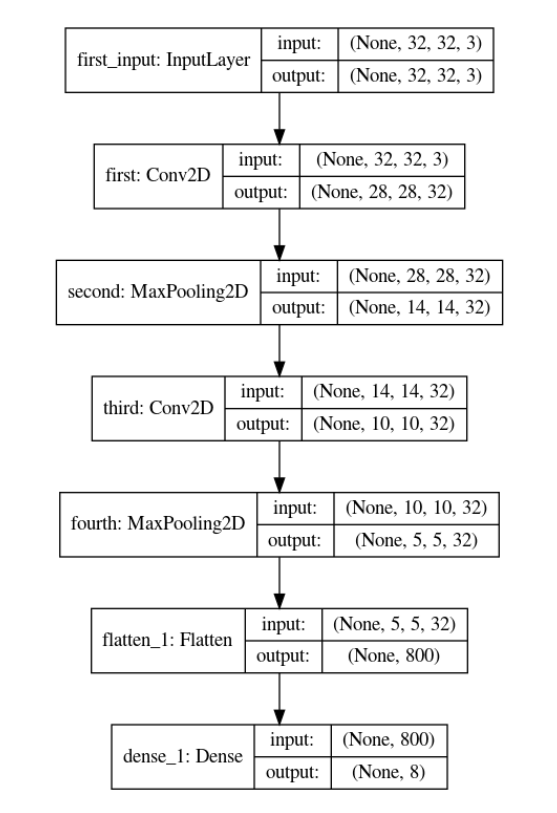 first_input: InputLayer
input: (None, 32, 32, 3)
output: (None, 32, 32, 3)
first: Conv2D
input: (None, 32, 32, 3)
output: (None, 28, 28, 32)
second: MaxPooling2D
input: (None, 28, 28, 32)
output: (None, 14, 14, 32)
third: Conv2D
input: (None, 14, 14, 32)
output: (None, 10, 10, 32)
fourth: MaxPooling2D
input: (None, 10, 10, 32)
output: (None, 5, 5, 32)
flatten_1: Flatten
input: (None, 5, 5, 32)
output: (None, 800)
dense_1: Dense
input: (None, 800)
output: (None, 8)